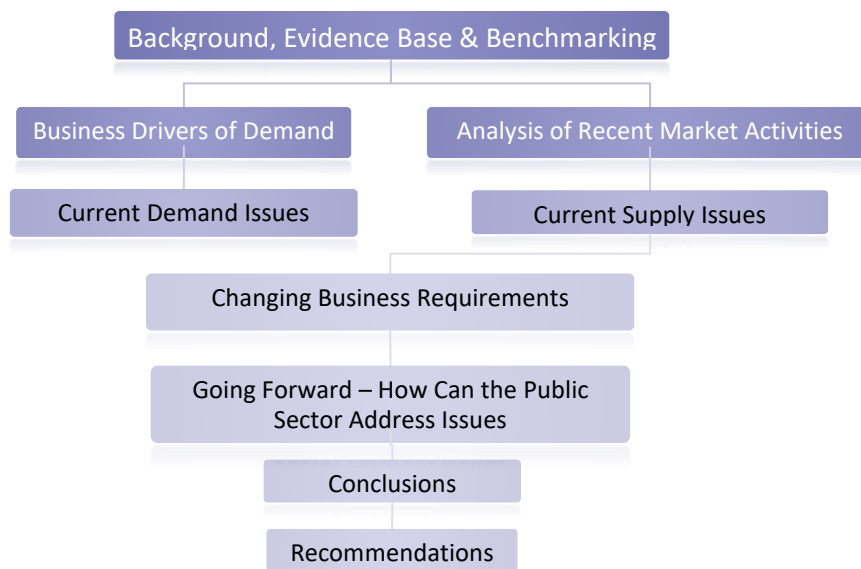 Background, Evidence Base & Benchmarking
Business Drivers of Demand
Analysis of Recent Market Activities
Current Demand Issues
Current Supply Issues
Changing Business Requirements
Going Forward – How Can the Public
Sector Address Issues
Conclusions
Recommendations